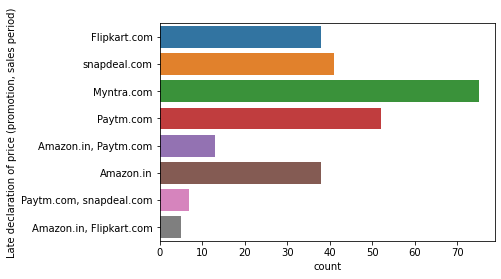 Late declaration of price (promotion, sales period)
Flipkart.com
snapdeal.com
Myntra.com
Paytm.com
Amazon.in, Paytm.com
Amazon.in
Paytm.com, snapdeal.com
Amazon.in, Flipkart.com
0 10 20 30 40 50 60 70
count